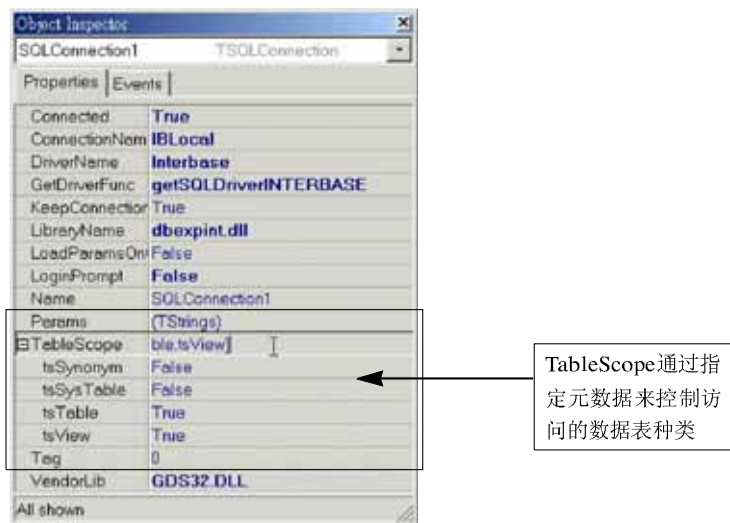 Object Inspector
SQLConnection1 TSQLConnection
Properties Events
Connected True
ConnectionNam IBLocal
DriverName Interbase
GetDriverFunc getSQLDriverINTERBASE
KeepConnection True
LibraryName dbexpint.dll
LoadParamsOn False
LoginPrompt False
Name SQLConnection1
Params (TStrings)
TableScope ble,tsView]
tsSynonym False
tsSysTable False
tsTable True
tsView True
Tag 0
VendorLib GDS32.DLL
All shown
TableScope通过指
定元数据来控制访
问的数据表种类